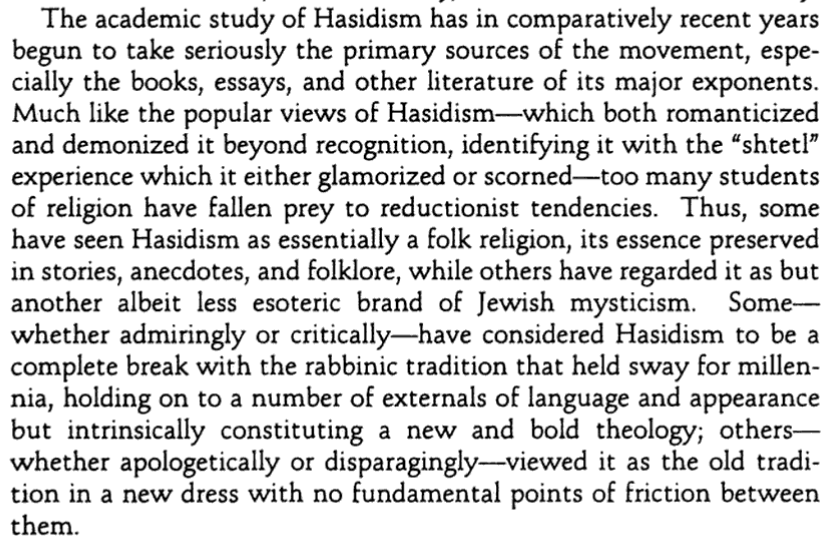 The academic study of Hasidism has in comparatively recent years
begun to take seriously the primary sources of the movement, espe-
cially the books, essays, and other literature of its major exponents.
Much like the popular views of Hasidism—which both romanticized
and demonized it beyond recognition, identifying it with the “shtetl”
experience which it either glamorized or scorned—too many students
of religion have fallen prey to reductionist tendencies. Thus, some
have seen Hasidism as essentially a folk religion, its essence preserved
in stories, anecdotes, and folklore, while others have regarded it as but
another albeit less esoteric brand of Jewish mysticism. Some—
whether admiringly or critically—have considered Hasidism to be a
complete break with the rabbinic tradition that held sway for millen-
nia, holding on to a number of externals of language and appearance
but intrinsically constituting a new and bold theology; others—
whether apologetically or disparagingly—viewed it as the old tradi-
tion in a new dress with no fundamental points of friction between
them.